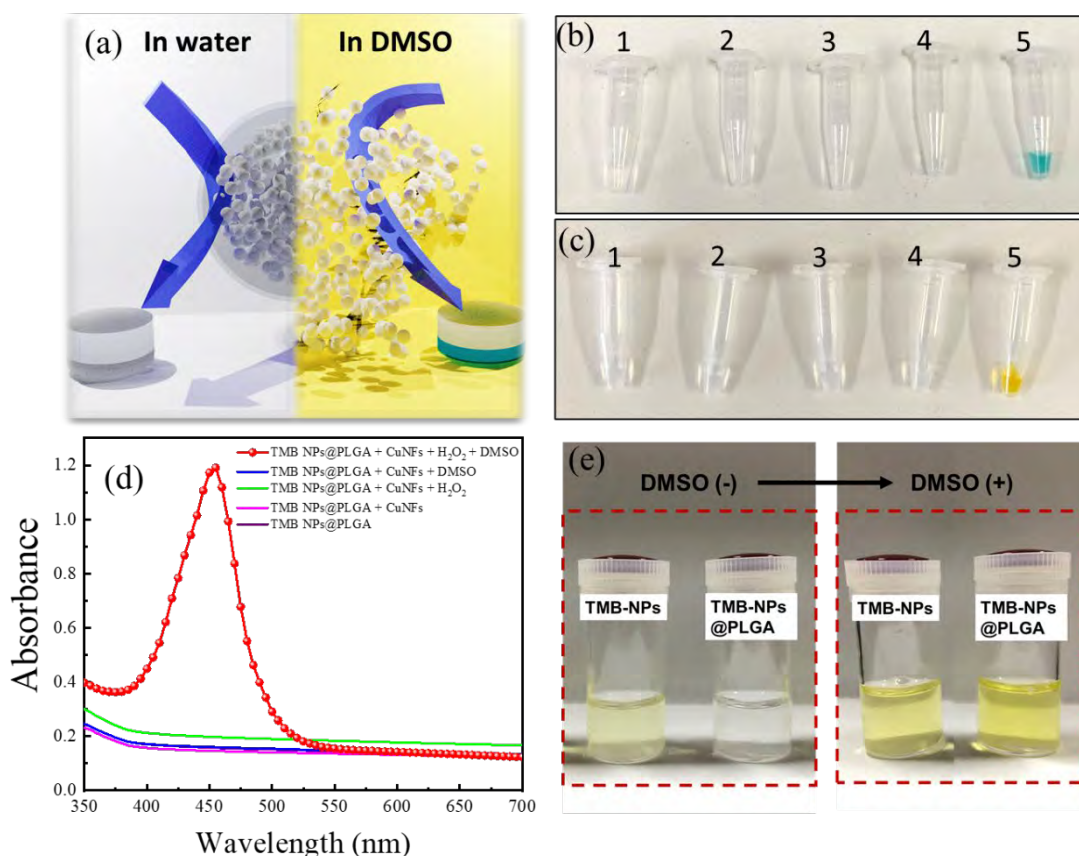 (a)
In water
In DMSO
(b)
1
2
3
4
5
(c)
1
2
3
4
5
(d)
TMB NPs@PLGA + CuNFs + H₂O₂ + DMSO
TMB NPs@PLGA + CuNFs + DMSO
TMB NPs@PLGA + CuNFs + H₂O₂
TMB NPs@PLGA + CuNFs
TMB NPs@PLGA
Absorbance
1.2
1.0
0.8
0.6
0.4
0.2
0.0
350
400
450
500
550
600
650
700
Wavelength (nm)
(e)
DMSO (-)
DMSO (+)
TMB-NPs
TMB-NPs
@PLGA
TMB-NPs
TMB-NPs
@PLGA